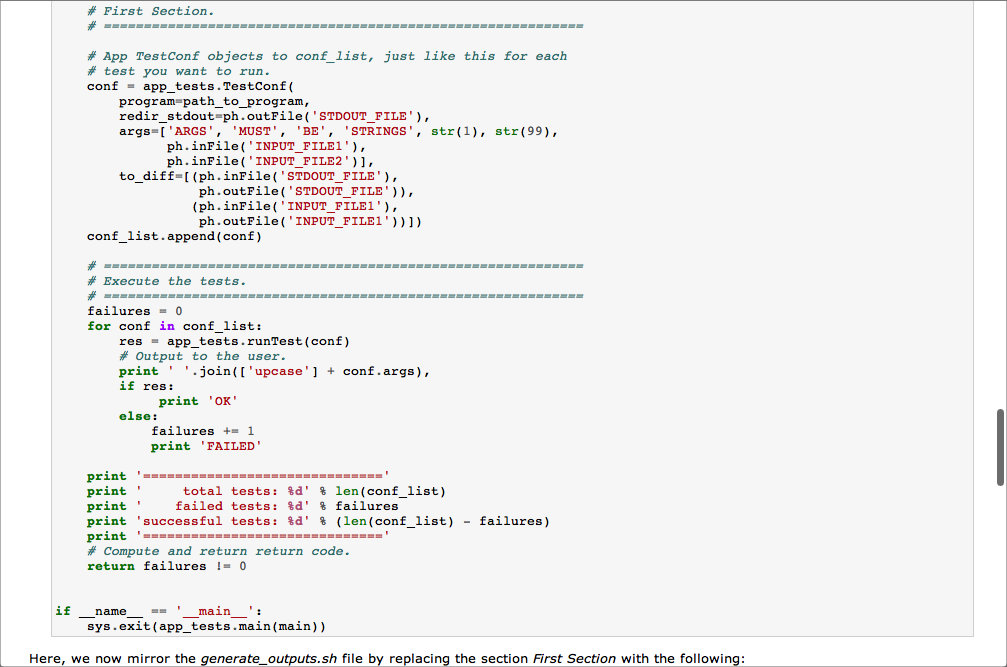 # First Section.
# ============================================================
# App TestConf objects to conf_list, just like this for each
# test you want to run.
conf = app_tests.TestConf(
program=path_to_program,
redir_stdout=ph.outFile('STDOUT_FILE'),
args=['ARGS', 'MUST', 'BE', 'STRINGS', str(1), str(99),
ph.inFile('INPUT_FILE1'),
ph.inFile('INPUT_FILE2')],
to_diff=[(ph.inFile('STDOUT_FILE'),
ph.outFile('STDOUT_FILE')),
(ph.inFile('INPUT_FILE1'),
ph.outFile('INPUT_FILE1'))])
conf_list.append(conf)
# ============================================================
# Execute the tests.
# ============================================================
failures = 0
for conf in conf_list:
res = app_tests.runTest(conf)
# Output to the user.
print ' '.join(['upcase'] + conf.args),
if res:
print 'OK'
else:
failures += 1
print 'FAILED'
print '=============================='
print '     total tests: %d' % len(conf_list)
print '    failed tests: %d' % failures
print 'successful tests: %d' % (len(conf_list) - failures)
print '=============================='
# Compute and return return code.
return failures != 0
if __name__ == '__main__':
sys.exit(app_tests.main(main))
Here, we now mirror the generate_outputs.sh file by replacing the section First Section with the following: